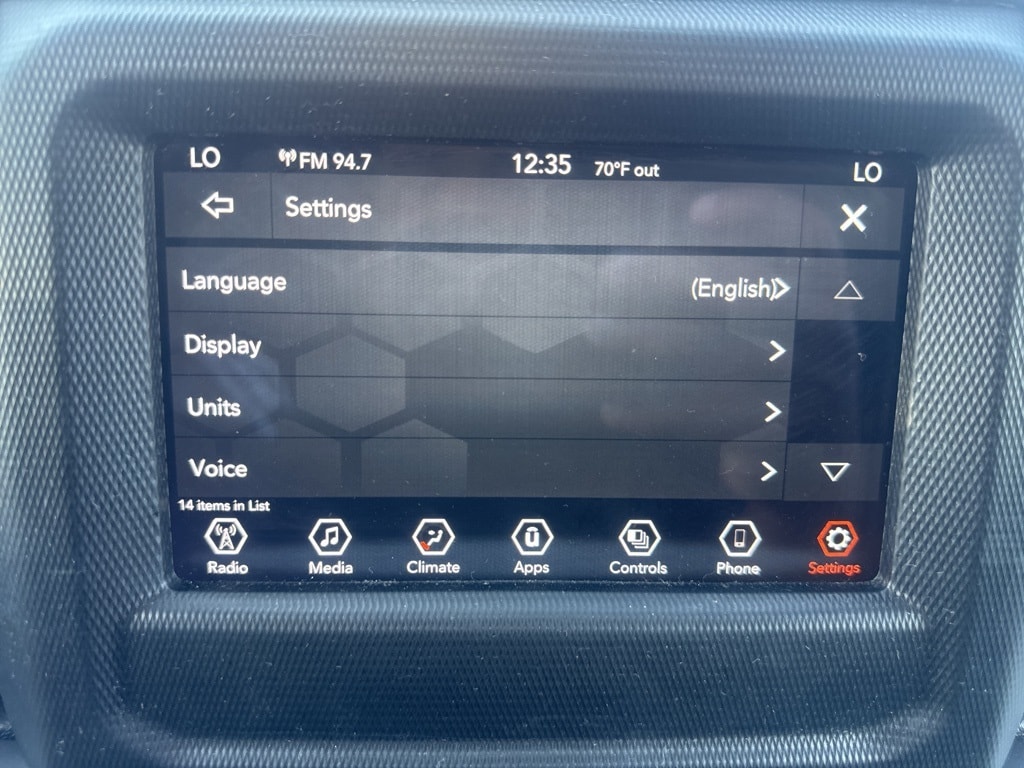 LO FM 94.7 12:35 70°F out LO
Settings
Language (English)
Display
Units
Voice
14 items in List
Radio Media Climate Apps Controls Phone Settings